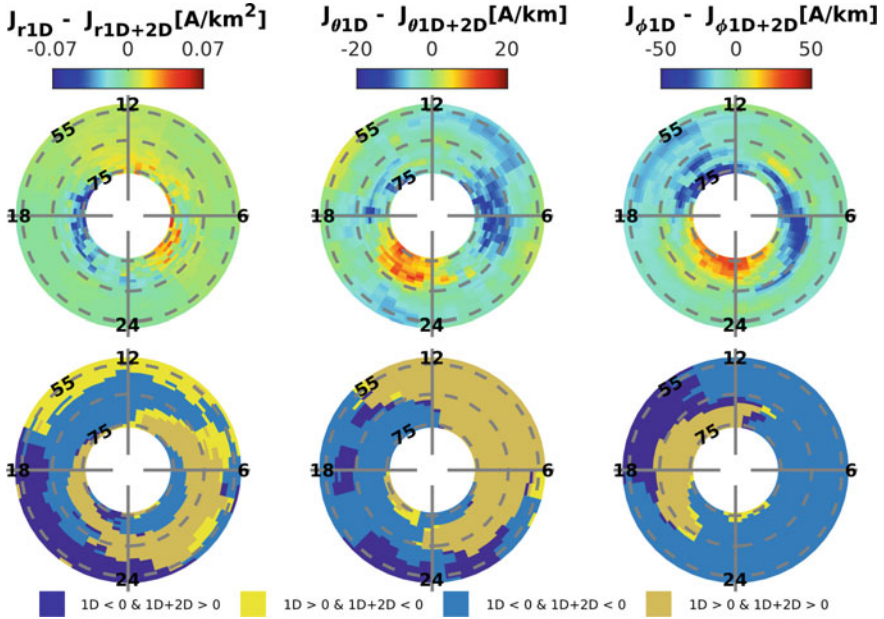 J_r1D - J_r1D+2D [A/km²] J_θ1D - J_θ1D+2D [A/km] J_ϕ1D - J_ϕ1D+2D [A/km]
-0.07 0 0.07 -20 0 20 -50 0 50
12 12 12
55 55 55
75 75 75
18 6 18 6 18 6
24 24 24
12 12 12
55 55 55
75 75 75
18 6 18 6 18 6
24 24 24
1D < 0 & 1D+2D > 0 1D > 0 & 1D+2D < 0 1D < 0 & 1D+2D < 0 1D > 0 & 1D+2D > 0